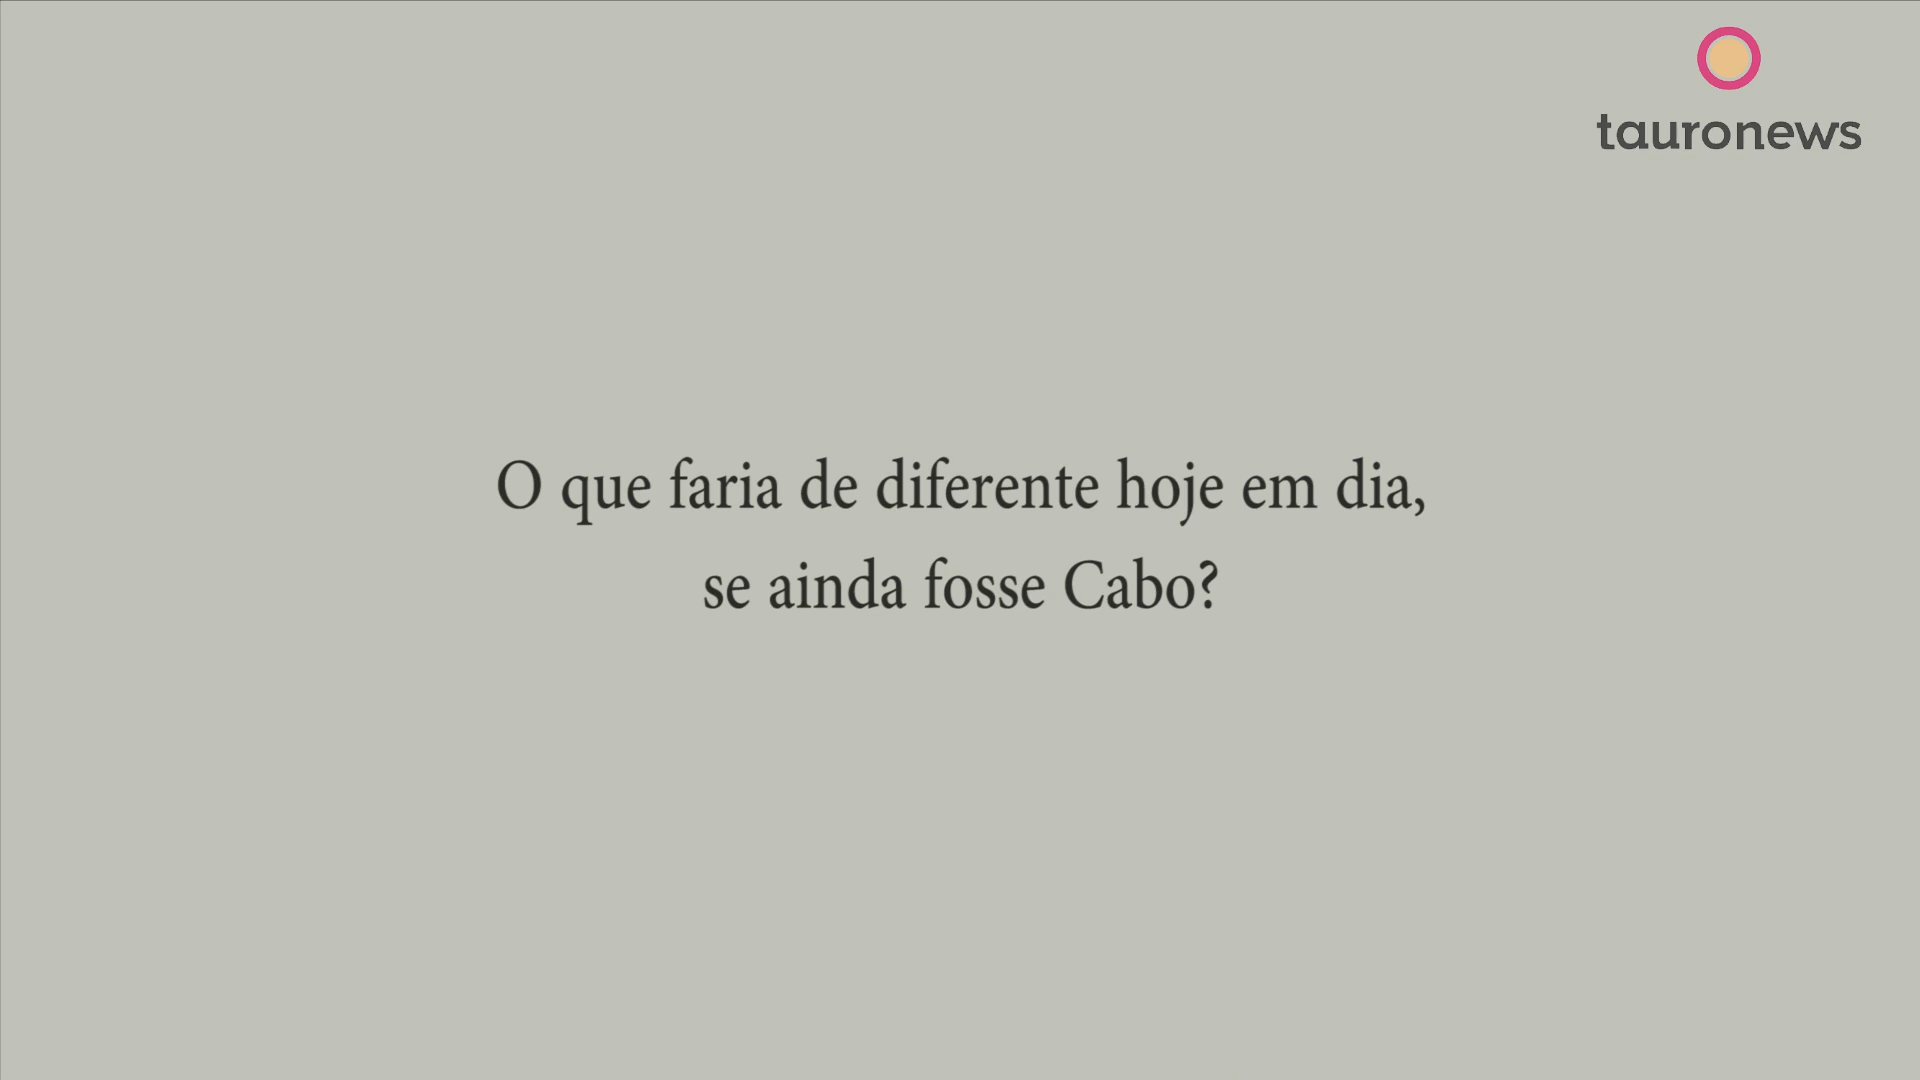 tauronews
O que faria de diferente hoje em dia,
se ainda fosse Cabo?